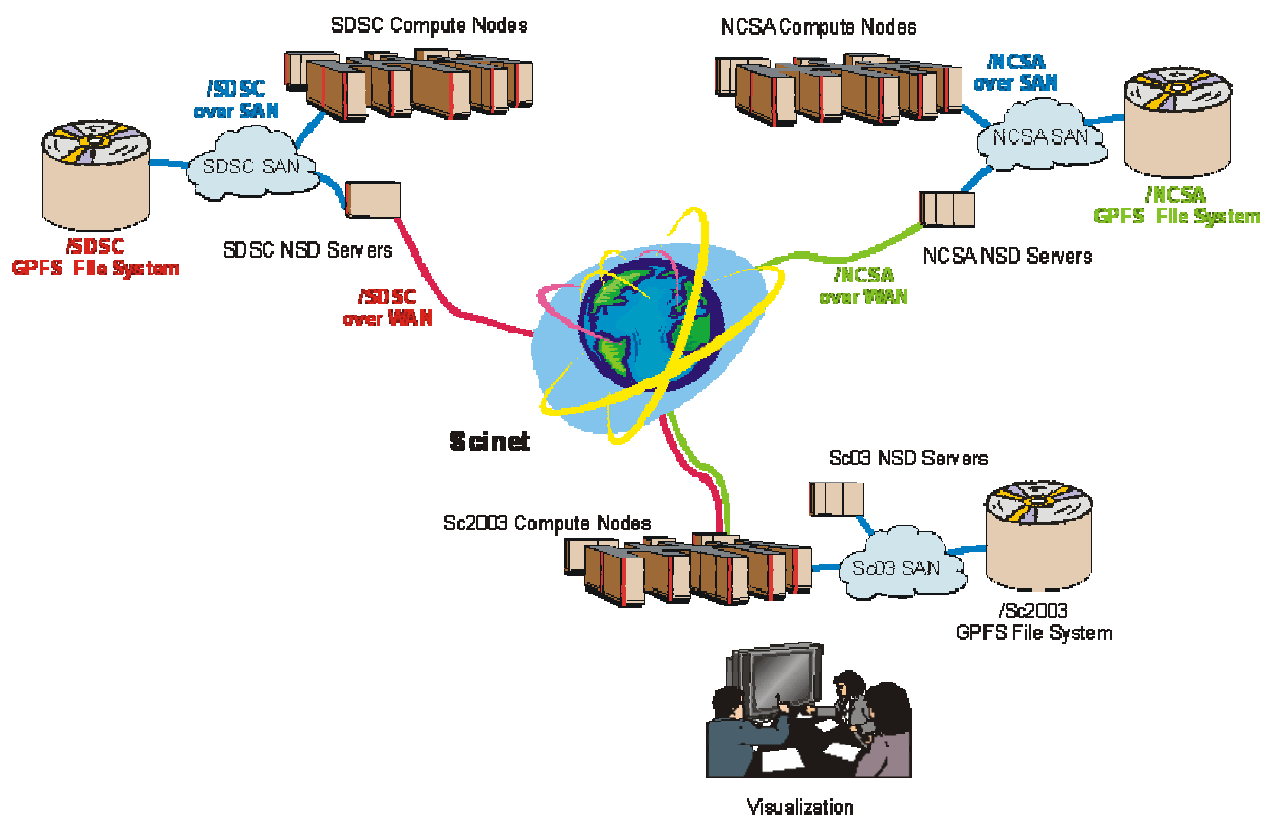 SDSC Compute Nodes
NCSA Compute Nodes
/SDSC
over SAN
/NCSA
over SAN
SDSC SAN
NCSA SAN
/SDSC
GPFS File System
SDSC NSD Servers
/NCSA
GPFS File System
NCSA NSD Servers
/SDSC
over WAN
/NCSA
over WAN
Scinet
Sc03 NSD Servers
Sc2003 Compute Nodes
Sc03 SAN
/Sc2003
GPFS File System
Visualization